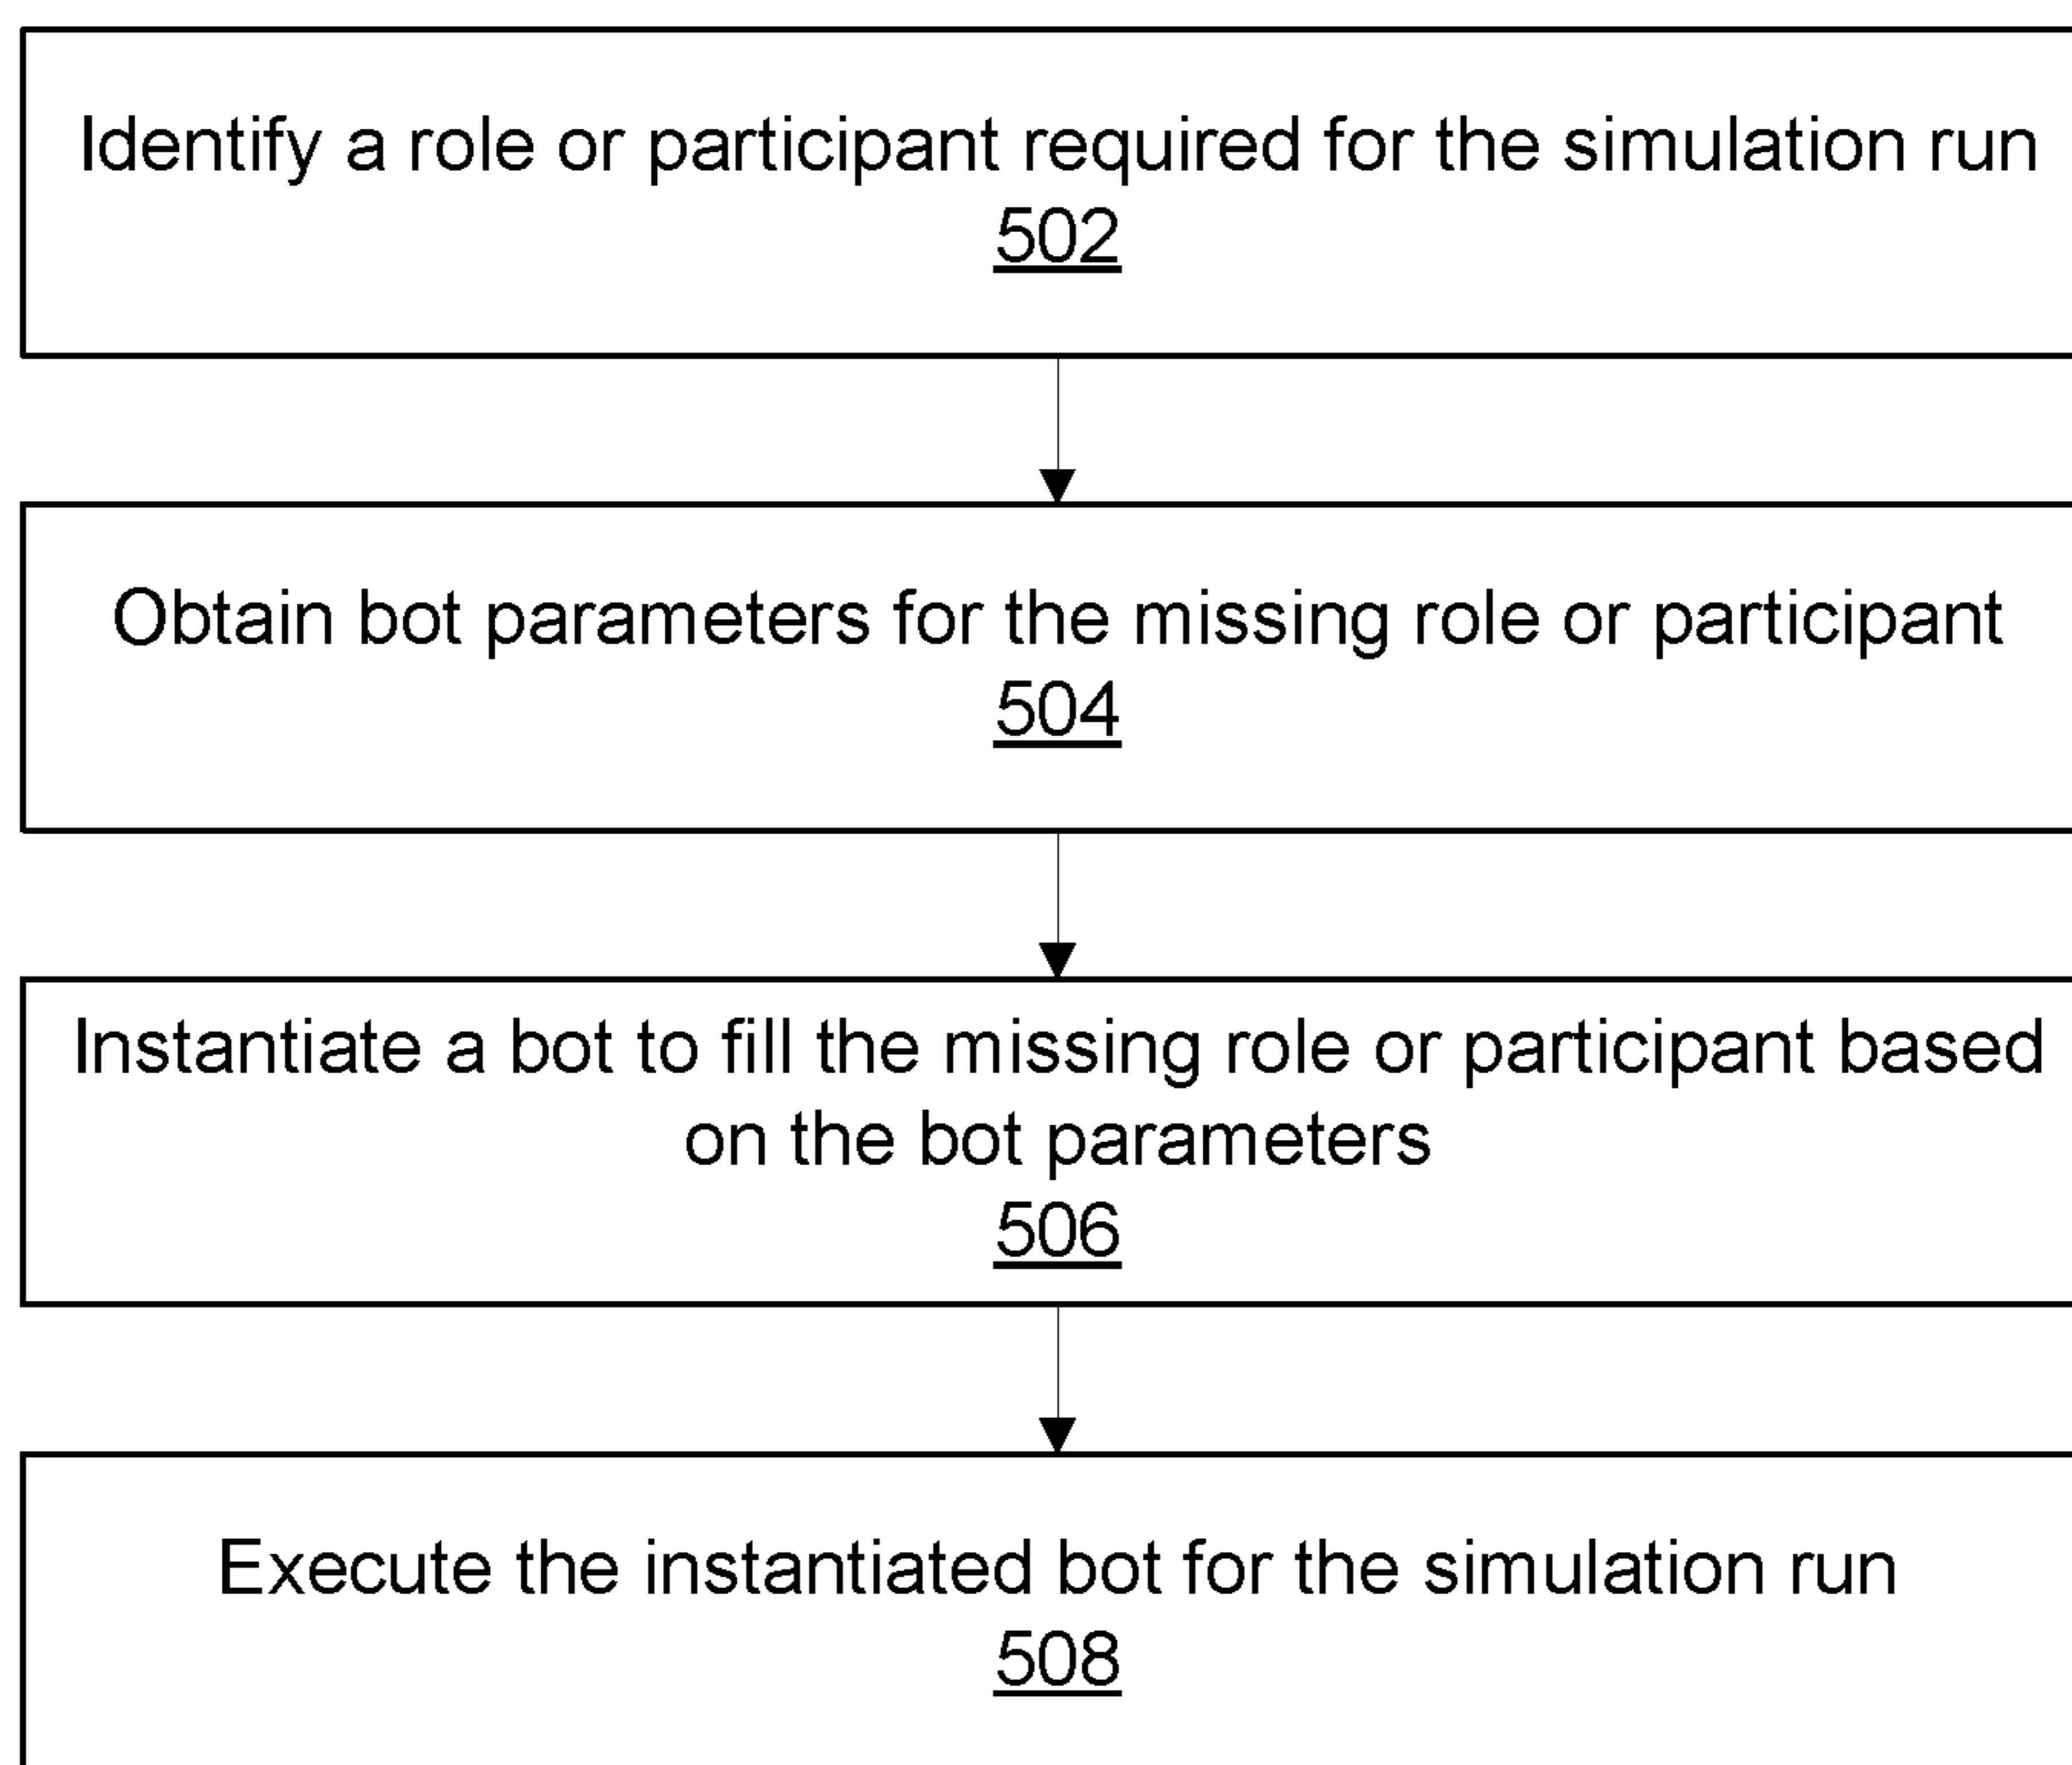 Identify a role or participant required for the simulation run
502
Obtain bot parameters for the missing role or participant
504
Instantiate a bot to fill the missing role or participant based
on the bot parameters
506
Execute the instantiated bot for the simulation run
508